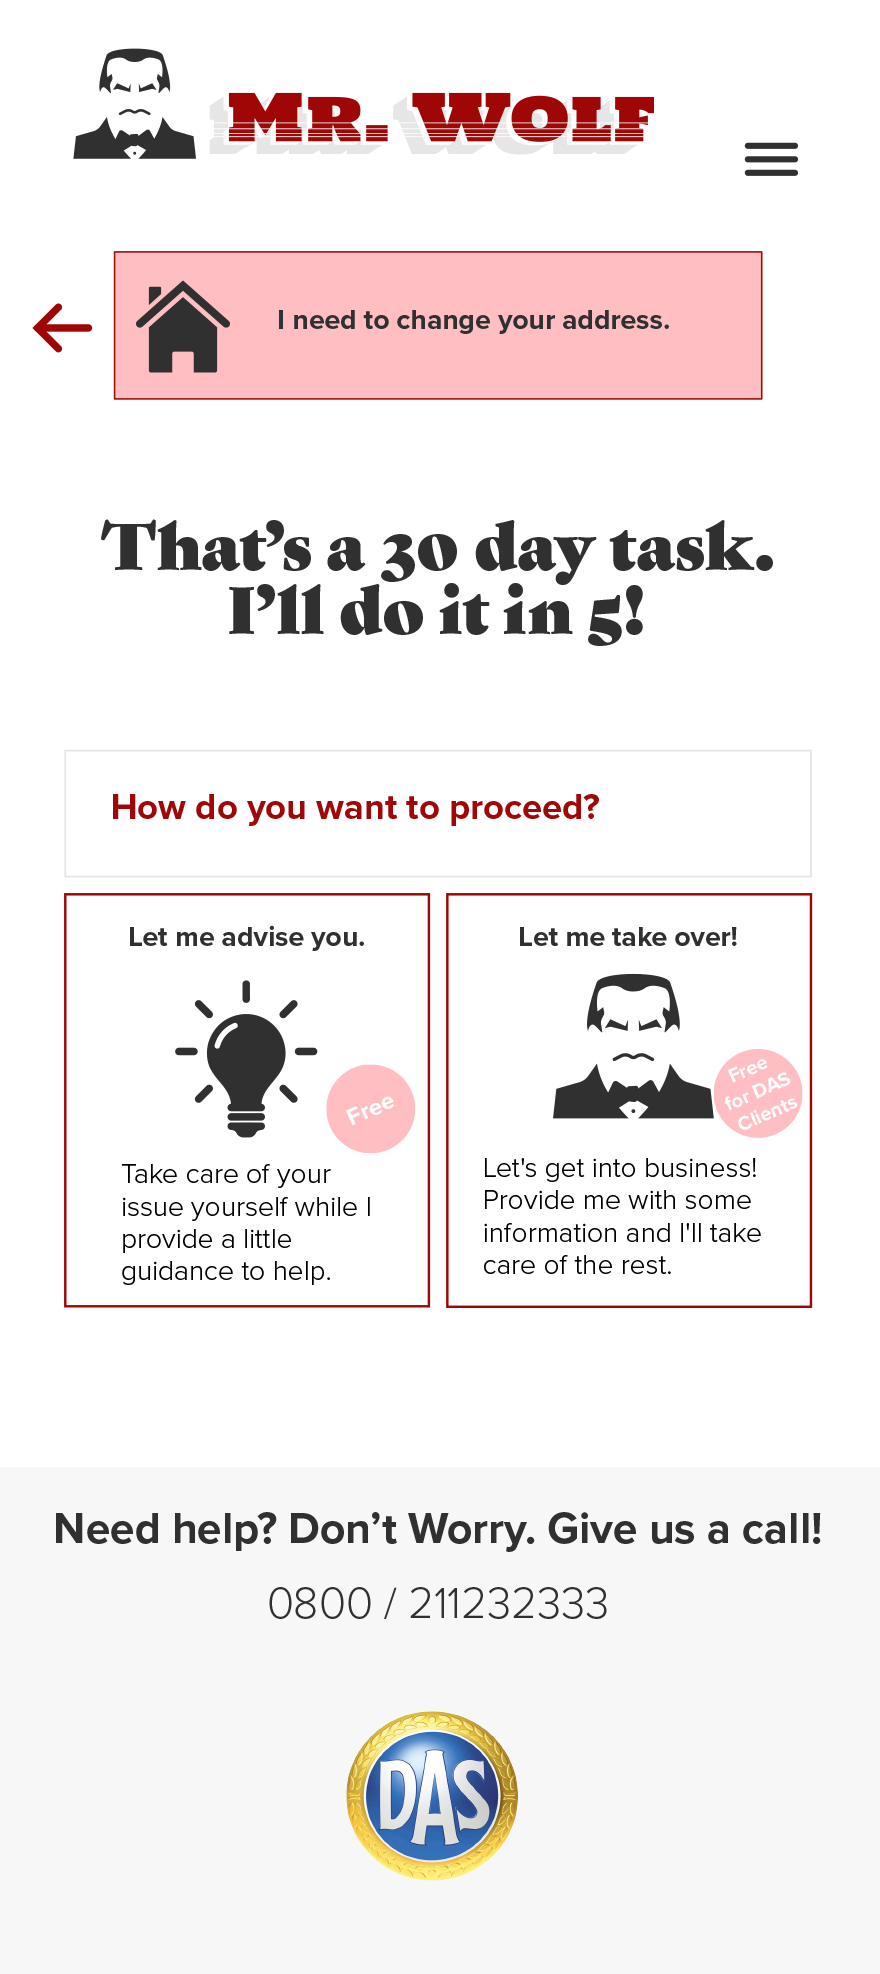 Mr. Wolf
I need to change your address.
That’s a 30 day task.
I’ll do it in 5!
How do you want to proceed?
Let me advise you.
Free
Take care of your
issue yourself while I
provide a little
guidance to help.
Let me take over!
Free
for DAS
Clients
Let's get into business!
Provide me with some
information and I'll take
care of the rest.
Need help? Don’t Worry. Give us a call!
0800 / 211232333
DAS